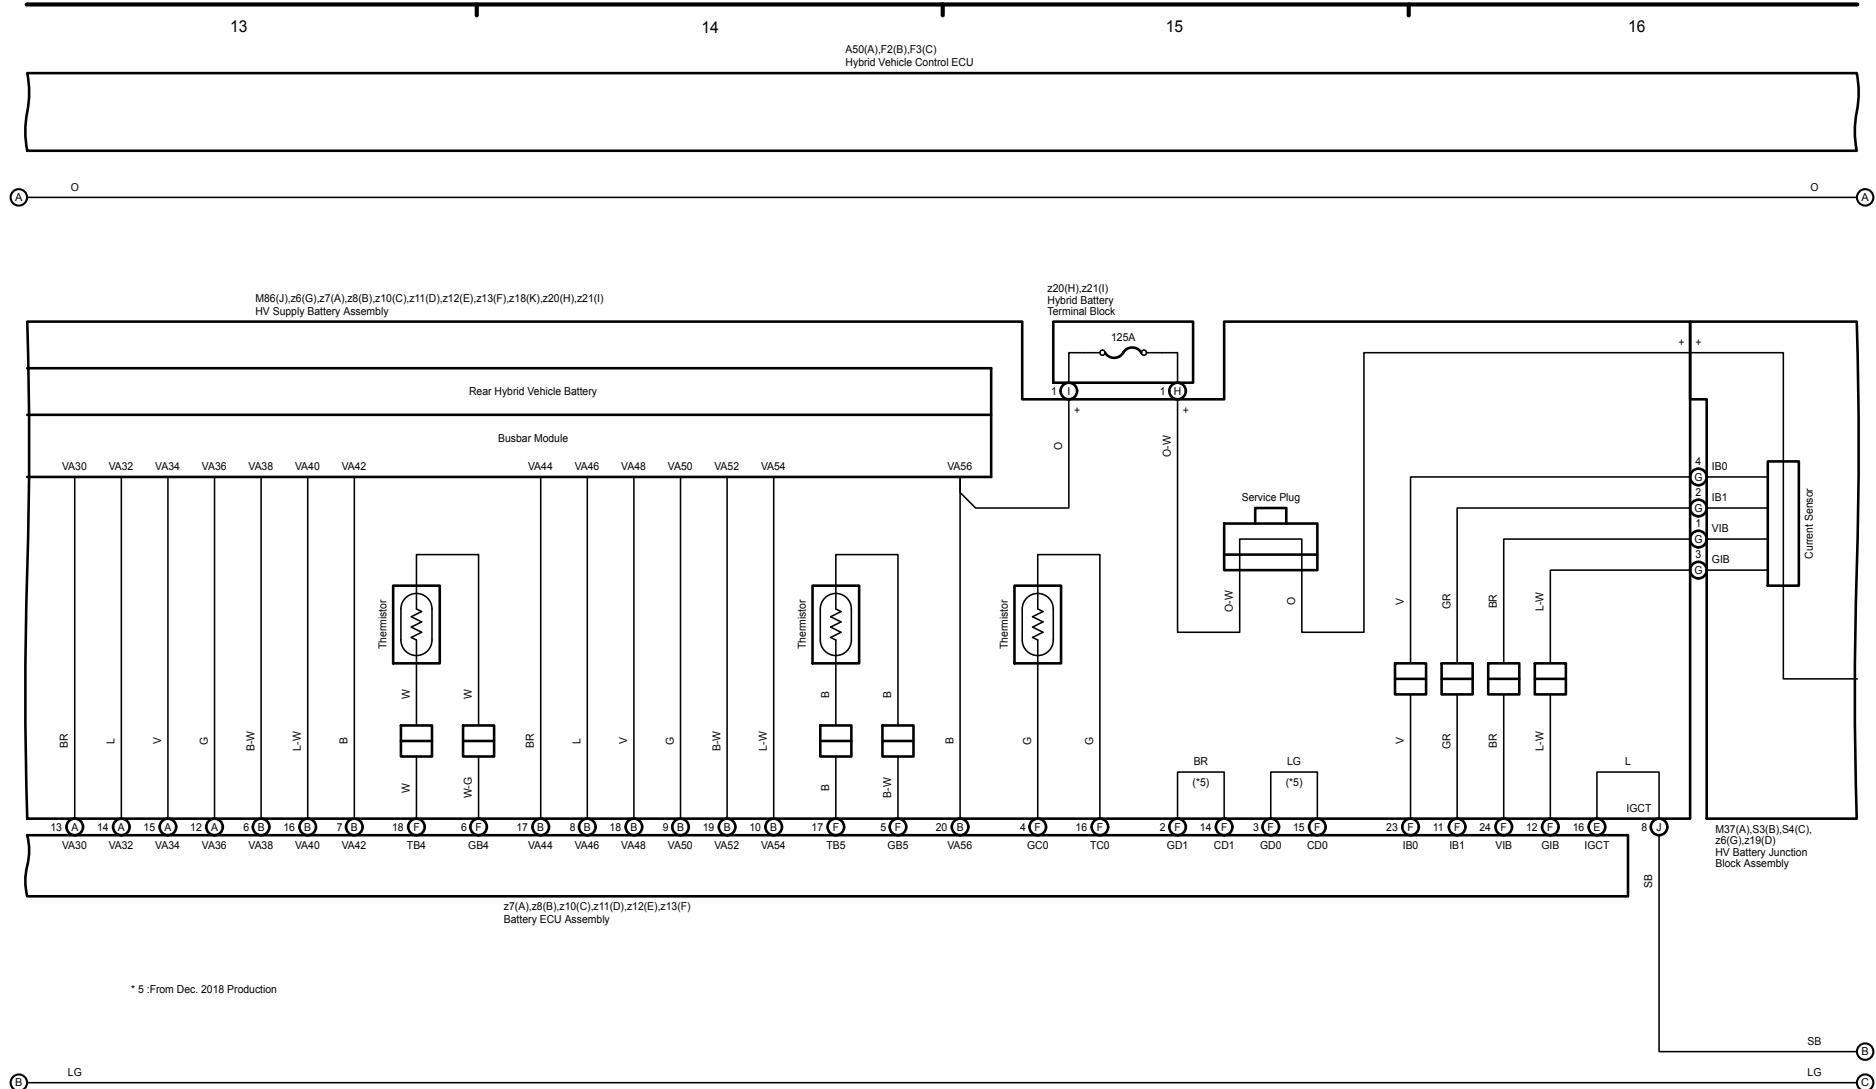 13 14 15 16
A50(A),F2(B),F3(C)
Hybrid Vehicle Control ECU
O O
A A
M86(J),z6(G),z7(A),z8(B),z10(C),z11(D),z12(E),z13(F),z18(K),z20(H),z21(I)
HV Supply Battery Assembly
z20(H),z21(I)
Hybrid Battery
Terminal Block
125A
+ +
Rear Hybrid Vehicle Battery
1 I 1 H
+ +
Busbar Module
O O-W
VA30 VA32 VA34 VA36 VA38 VA40 VA42 VA44 VA46 VA48 VA50 VA52 VA54 VA56
4 G IB0
2 G IB1
1 G VIB
3 G GIB
Current Sensor
Service Plug
Thermistor Thermistor Thermistor
O-W O V GR BR L-W
W W B B
BR L V G B-W L-W B BR L V G B-W L-W B G G V GR BR L-W
W W-G B B-W
BR LG L
(*5) (*5)
IGCT
13 A 14 A 15 A 12 A 6 B 16 B 7 B 18 F 6 F 17 B 8 B 18 B 9 B 19 B 10 B 17 F 5 F 20 B 4 F 16 F 2 F 14 F 3 F 15 F 23 F 11 F 24 F 12 F 16 E 8 J
VA30 VA32 VA34 VA36 VA38 VA40 VA42 TB4 GB4 VA44 VA46 VA48 VA50 VA52 VA54 TB5 GB5 VA56 GC0 TC0 GD1 CD1 GD0 CD0 IB0 IB1 VIB GIB IGCT
M37(A),S3(B),S4(C),
z6(G),z19(D)
HV Battery Junction
Block Assembly
SB
z7(A),z8(B),z10(C),z11(D),z12(E),z13(F)
Battery ECU Assembly
* 5 :From Dec. 2018 Production
SB
B
LG LG
B C